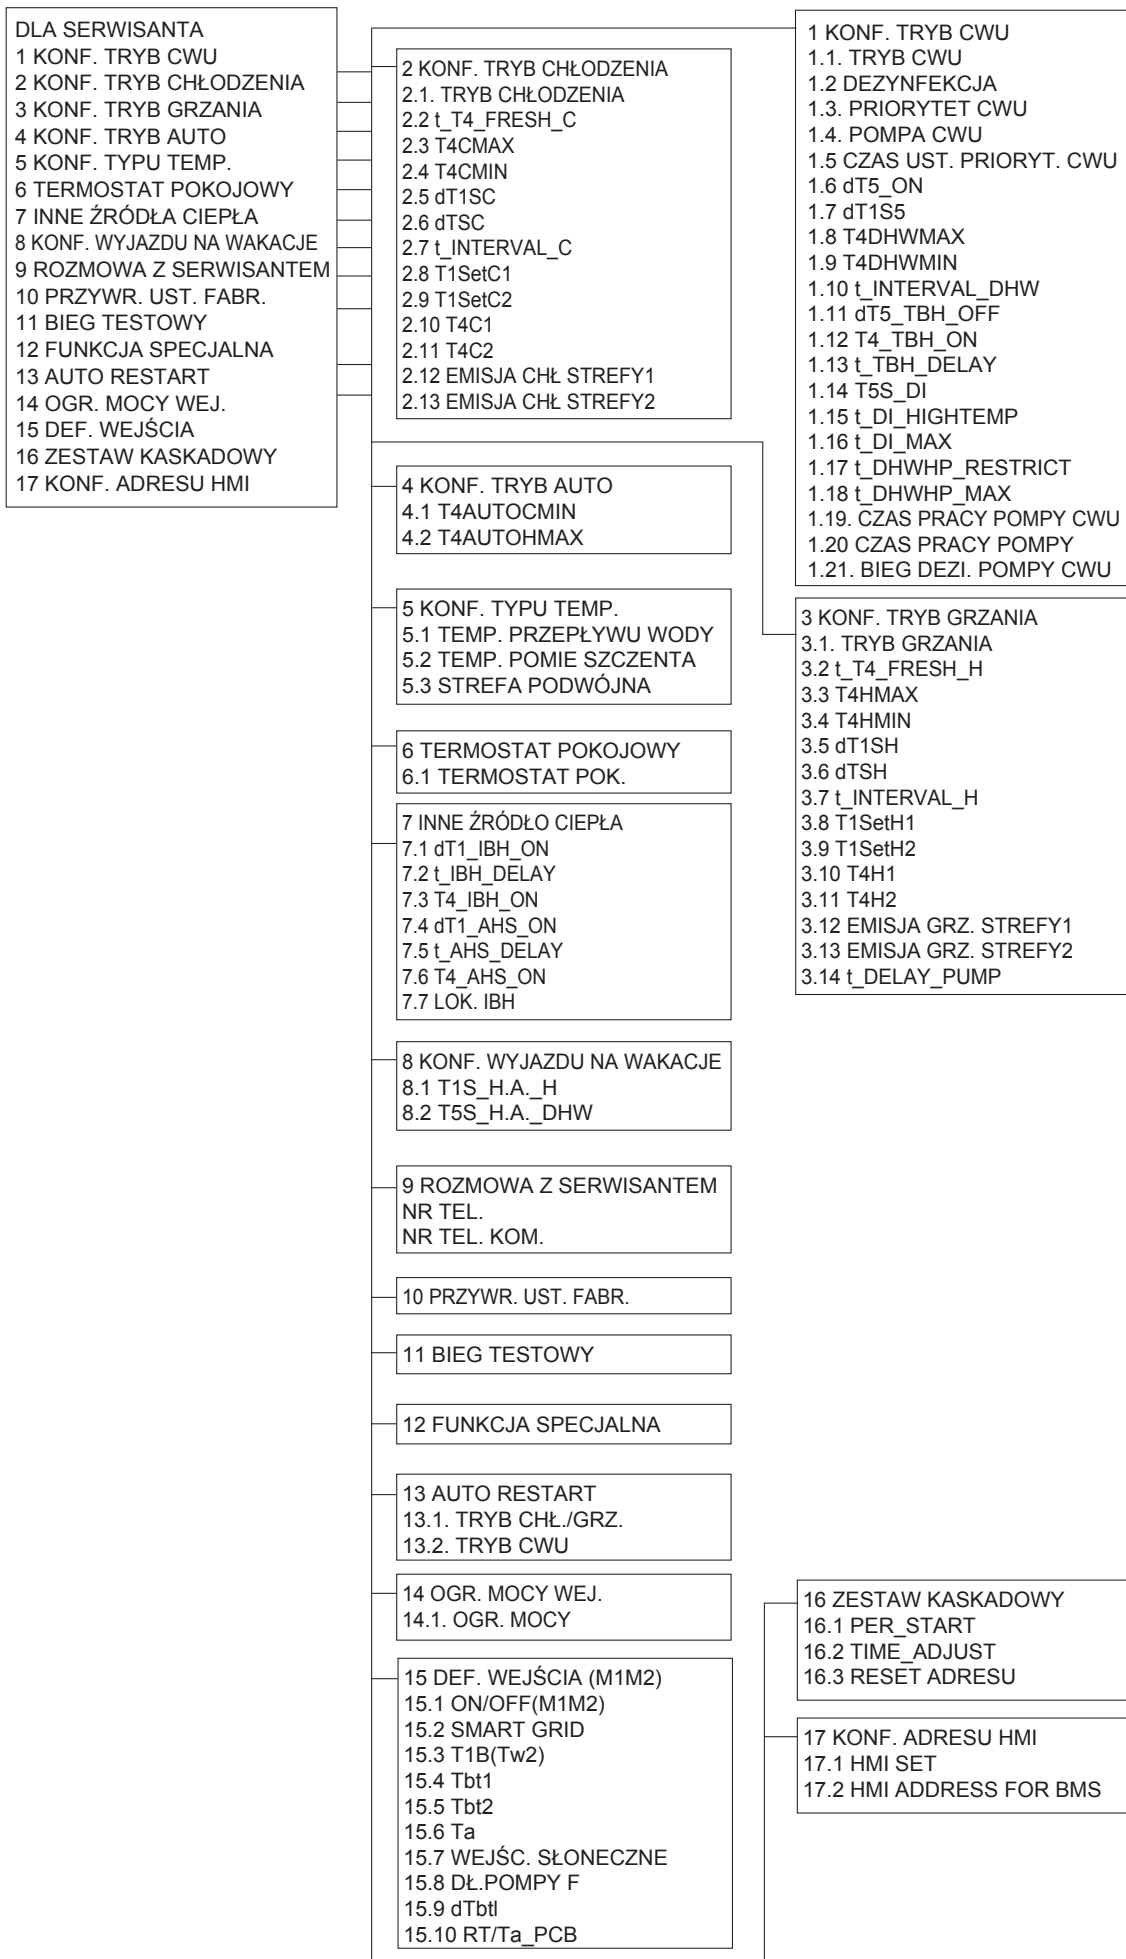 DLA SERWISANTA
1 KONF. TRYB CWU
2 KONF. TRYB CHŁODZENIA
3 KONF. TRYB GRZANIA
4 KONF. TRYB AUTO
5 KONF. TYPU TEMP.
6 TERMOSTAT POKOJOWY
7 INNE ŹRÓDŁA CIEPŁA
8 KONF. WYJAZDU NA WAKACJE
9 ROZMOWA Z SERWISANTEM
10 PRZYWR. UST. FABR.
11 BIEG TESTOWY
12 FUNKCJA SPECJALNA
13 AUTO RESTART
14 OGR. MOCY WEJ.
15 DEF. WEJŚCIA
16 ZESTAW KASKADOWY
17 KONF. ADRESU HMI
1 KONF. TRYB CWU
1.1. TRYB CWU
1.2 DEZYNFEKCJA
1.3. PRIORYTET CWU
1.4. POMPA CWU
1.5 CZAS UST. PRIORYT. CWU
1.6 dT5_ON
1.7 dT1S5
1.8 T4DHWMAX
1.9 T4DHWMIN
1.10 t_INTERVAL_DHW
1.11 dT5_TBH_OFF
1.12 T4_TBH_ON
1.13 t_TBH_DELAY
1.14 T5S_DI
1.15 t_DI_HIGHTEMP
1.16 t_DI_MAX
1.17 t_DHWHP_RESTRICT
1.18 t_DHWHP_MAX
1.19. CZAS PRACY POMPY CWU
1.20 CZAS PRACY POMPY
1.21. BIEG DEZI. POMPY CWU
2 KONF. TRYB CHŁODZENIA
2.1. TRYB CHŁODZENIA
2.2 t_T4_FRESH_C
2.3 T4CMAX
2.4 T4CMIN
2.5 dT1SC
2.6 dTSC
2.7 t_INTERVAL_C
2.8 T1SetC1
2.9 T1SetC2
2.10 T4C1
2.11 T4C2
2.12 EMISJA CHŁ STREFY1
2.13 EMISJA CHŁ STREFY2
3 KONF. TRYB GRZANIA
3.1. TRYB GRZANIA
3.2 t_T4_FRESH_H
3.3 T4HMAX
3.4 T4HMIN
3.5 dT1SH
3.6 dTSH
3.7 t_INTERVAL_H
3.8 T1SetH1
3.9 T1SetH2
3.10 T4H1
3.11 T4H2
3.12 EMISJA GRZ. STREFY1
3.13 EMISJA GRZ. STREFY2
3.14 t_DELAY_PUMP
4 KONF. TRYB AUTO
4.1 T4AUTOCMIN
4.2 T4AUTOHMAX
5 KONF. TYPU TEMP.
5.1 TEMP. PRZEPŁYWU WODY
5.2 TEMP. POMIE SZCZENTA
5.3 STREFA PODWÓJNA
6 TERMOSTAT POKOJOWY
6.1 TERMOSTAT POK.
7 INNE ŹRÓDŁO CIEPŁA
7.1 dT1_IBH_ON
7.2 t_IBH_DELAY
7.3 T4_IBH_ON
7.4 dT1_AHS_ON
7.5 t_AHS_DELAY
7.6 T4_AHS_ON
7.7 LOK. IBH
8 KONF. WYJAZDU NA WAKACJE
8.1 T1S_H.A._H
8.2 T5S_H.A._DHW
9 ROZMOWA Z SERWISANTEM
NR TEL.
NR TEL. KOM.
10 PRZYWR. UST. FABR.
11 BIEG TESTOWY
12 FUNKCJA SPECJALNA
13 AUTO RESTART
13.1. TRYB CHŁ./GRZ.
13.2. TRYB CWU
14 OGR. MOCY WEJ.
14.1. OGR. MOCY
15 DEF. WEJŚCIA (M1M2)
15.1 ON/OFF(M1M2)
15.2 SMART GRID
15.3 T1B(Tw2)
15.4 Tbt1
15.5 Tbt2
15.6 Ta
15.7 WEJŚC. SŁONECZNE
15.8 DŁ.POMPY F
15.9 dTbtl
15.10 RT/Ta_PCB
16 ZESTAW KASKADOWY
16.1 PER_START
16.2 TIME_ADJUST
16.3 RESET ADRESU
17 KONF. ADRESU HMI
17.1 HMI SET
17.2 HMI ADDRESS FOR BMS